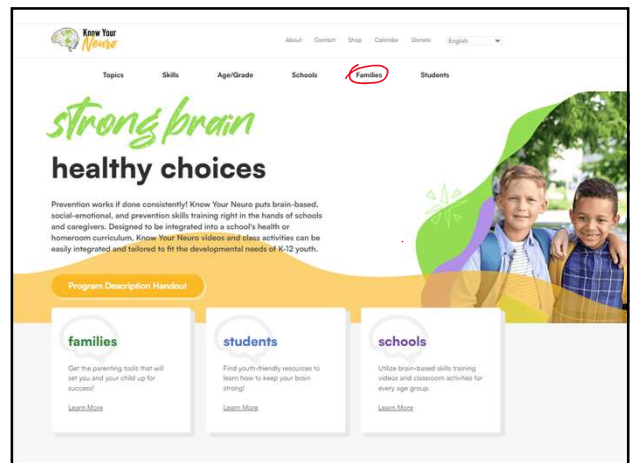 Know Your
Neuro
About Contact Shop Calendar Donate English
Topics Skills Age/Grade Schools Families Students
strong brain
healthy choices
Prevention works if done consistently! Know Your Neuro puts brain-based,
social-emotional, and prevention skills training right in the hands of schools
and caregivers. Designed to be integrated into a school's health or
homeroom curriculum, Know Your Neuro videos and class activities can be
easily integrated and tailored to fit the developmental needs of K-12 youth.
Program Description Handout
families
Get the parenting tools that will
set you and your child up for
success!
Learn More
students
Find youth-friendly resources to
learn how to keep your brain
strong!
Learn More
schools
Utilize brain-based skills training
videos and classroom activities for
every age group.
Learn More